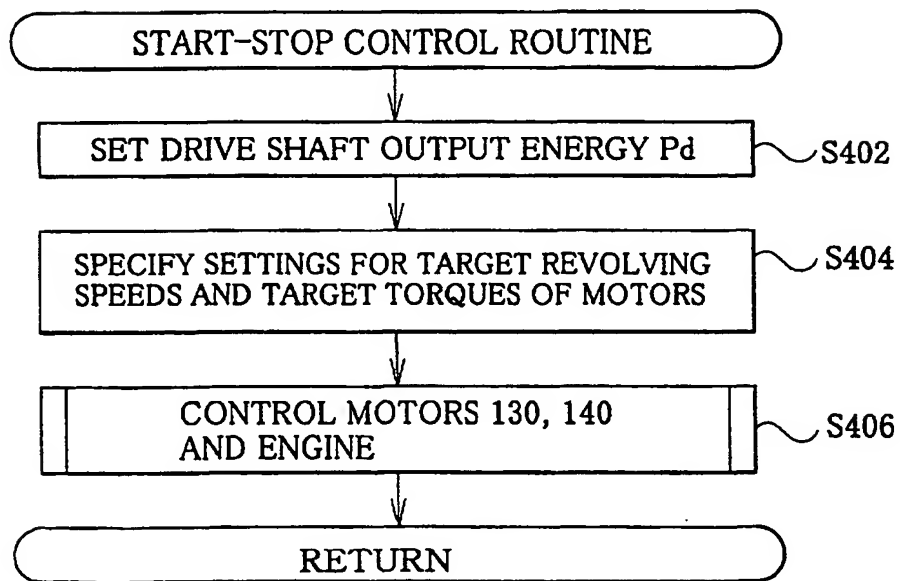 START-STOP CONTROL ROUTINE
SET DRIVE SHAFT OUTPUT ENERGY Pd
S402
SPECIFY SETTINGS FOR TARGET REVOLVING
SPEEDS AND TARGET TORQUES OF MOTORS
S404
CONTROL MOTORS 130, 140
AND ENGINE
S406
RETURN